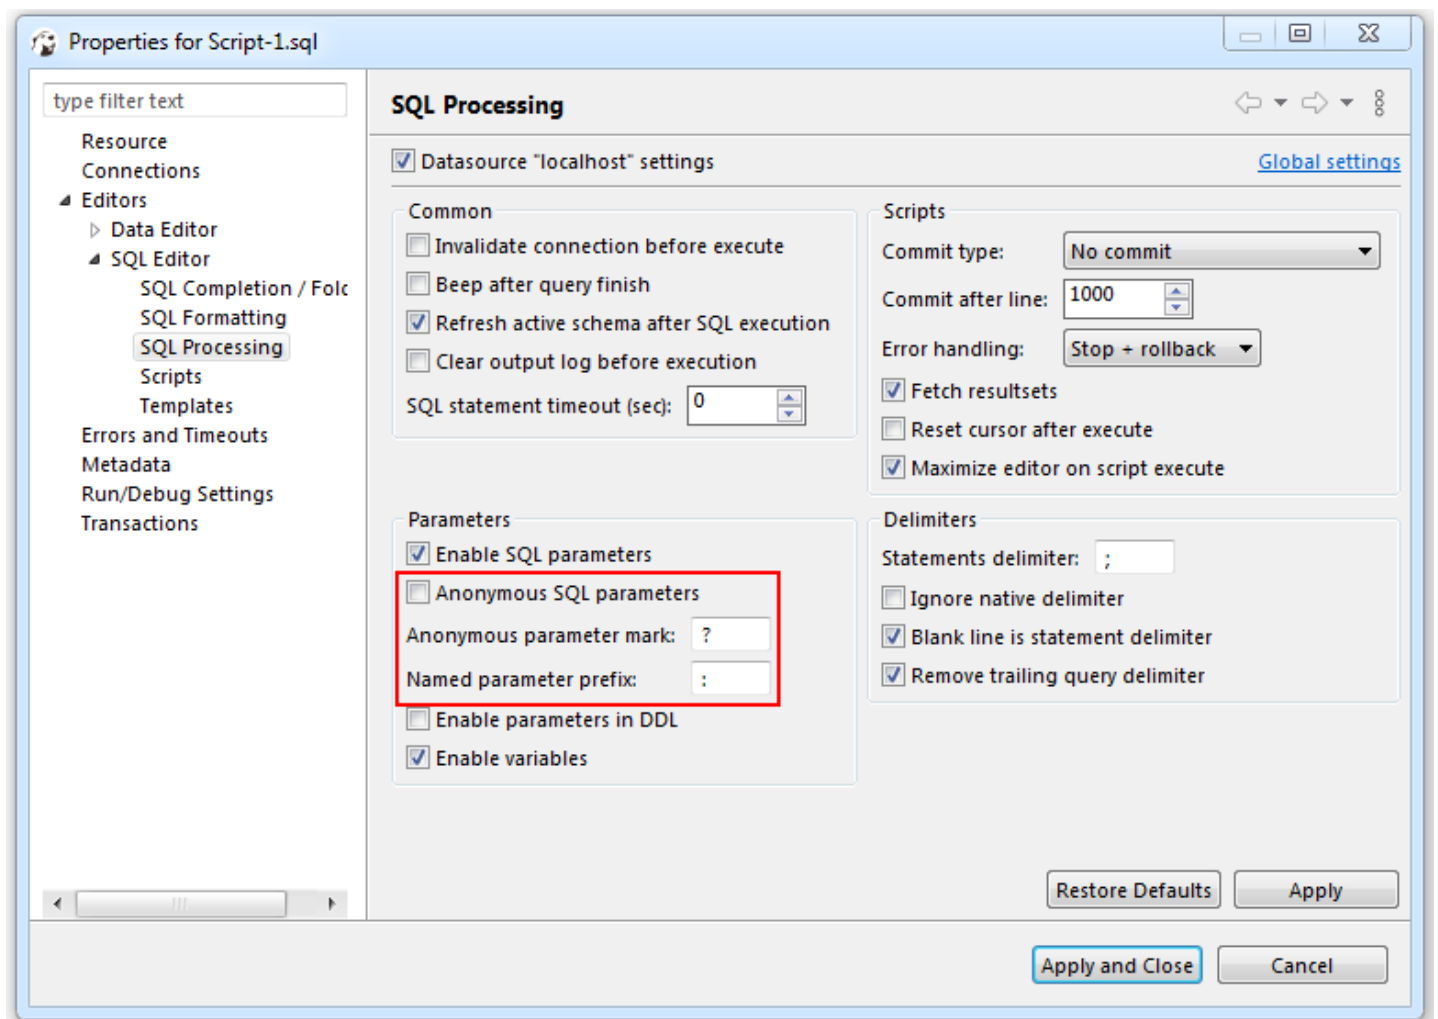 Properties for Script-1.sql
type filter text
Resource
Connections
Editors
Data Editor
SQL Editor
SQL Completion / Folc
SQL Formatting
SQL Processing
Scripts
Templates
Errors and Timeouts
Metadata
Run/Debug Settings
Transactions
SQL Processing
Datasource "localhost" settings
Global settings
Common
Invalidate connection before execute
Beep after query finish
Refresh active schema after SQL execution
Clear output log before execution
SQL statement timeout (sec): 0
Scripts
Commit type: No commit
Commit after line: 1000
Error handling: Stop + rollback
Fetch resultsets
Reset cursor after execute
Maximize editor on script execute
Parameters
Enable SQL parameters
Anonymous SQL parameters
Anonymous parameter mark: ?
Named parameter prefix: :
Enable parameters in DDL
Enable variables
Delimiters
Statements delimiter: ;
Ignore native delimiter
Blank line is statement delimiter
Remove trailing query delimiter
Restore Defaults
Apply
Apply and Close
Cancel